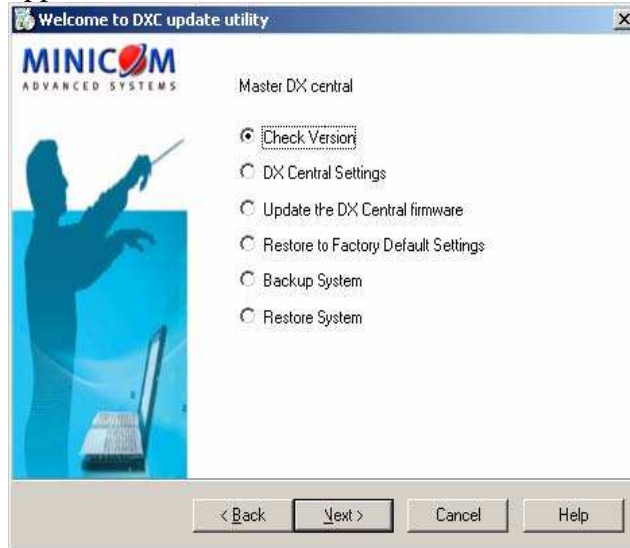 Welcome to DXC update utility
MINICOM
ADVANCED SYSTEMS
Master DX central
Check Version
DX Central Settings
Update the DX Central firmware
Restore to Factory Default Settings
Backup System
Restore System
< Back
Next >
Cancel
Help